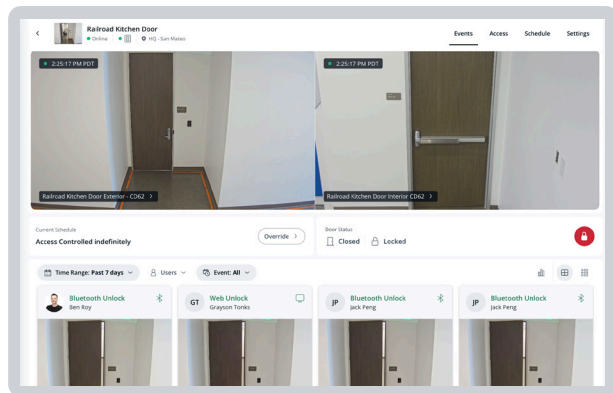 Railroad Kitchen Door
Online
HQ - San Mateo
Events Access Schedule Settings
2:25:17 PM PDT
2:25:17 PM PDT
Railroad Kitchen Door Exterior - CD62 >
Railroad Kitchen Door Interior CD62 >
Current Schedule
Access Controlled indefinitely
Override >
Door Status
Closed Locked
Time Range: Past 7 days
Users
Event: All
Bluetooth Unlock
Ben Roy
GT
Web Unlock
Grayson Tonks
JP
Bluetooth Unlock
Jack Peng
JP
Bluetooth Unlock
Jack Peng